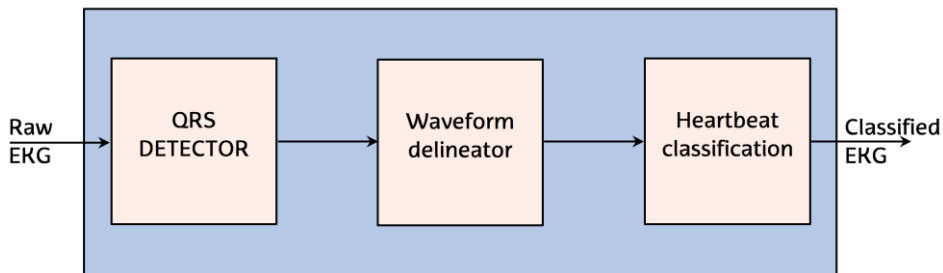 Raw
EKG
QRS
DETECTOR
Waveform
delineator
Heartbeat
classification
Classified
EKG